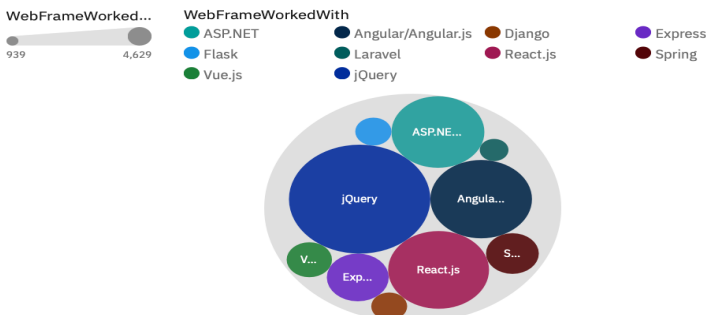 WebFrameWorked...
939 4,629
WebFrameWorkedWith
ASP.NET Angular/Angular.js Django Express
Flask Laravel React.js Spring
Vue.js jQuery
ASP.NE...
jQuery Angula...
V... Exp... React.js S...